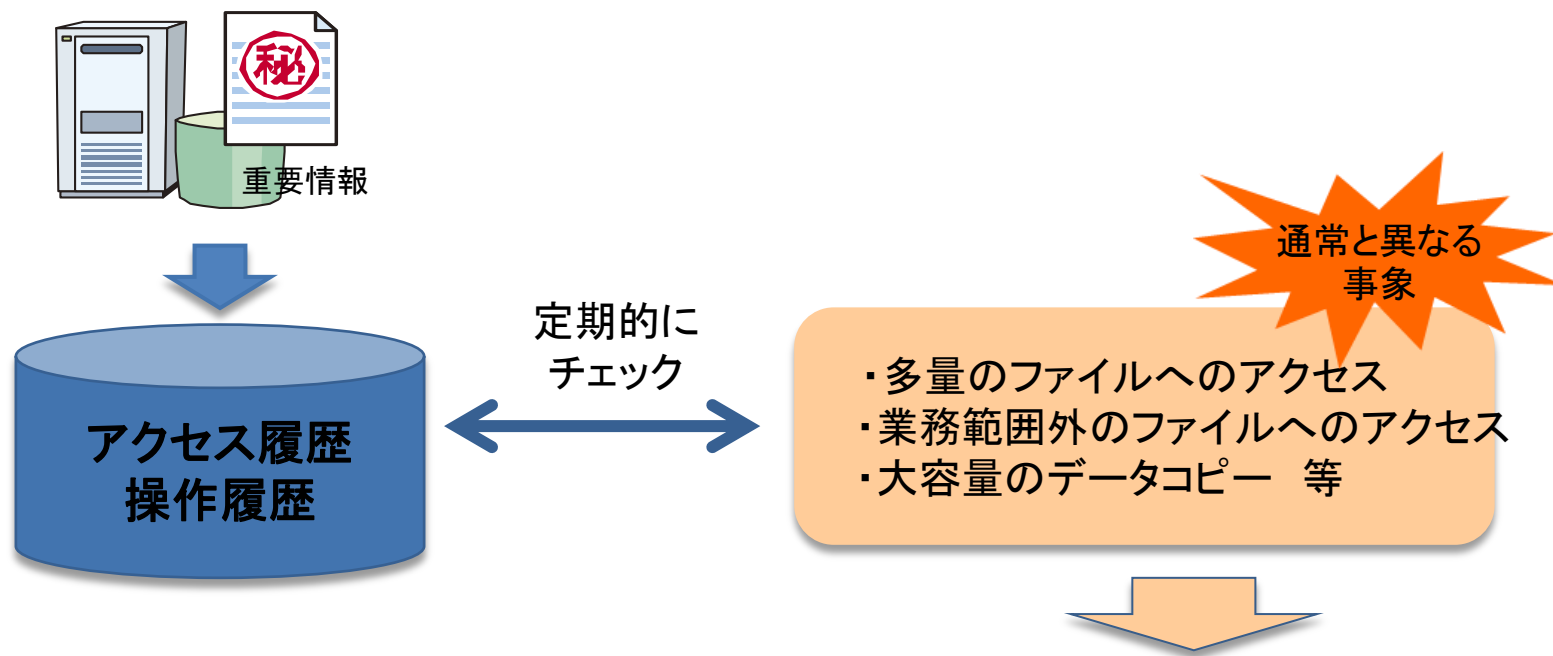 秘
重要情報
通常と異なる
事象
定期的に
チェック
アクセス履歴
操作履歴
・多量のファイルへのアクセス
・業務範囲外のファイルへのアクセス
・大容量のデータコピー　等